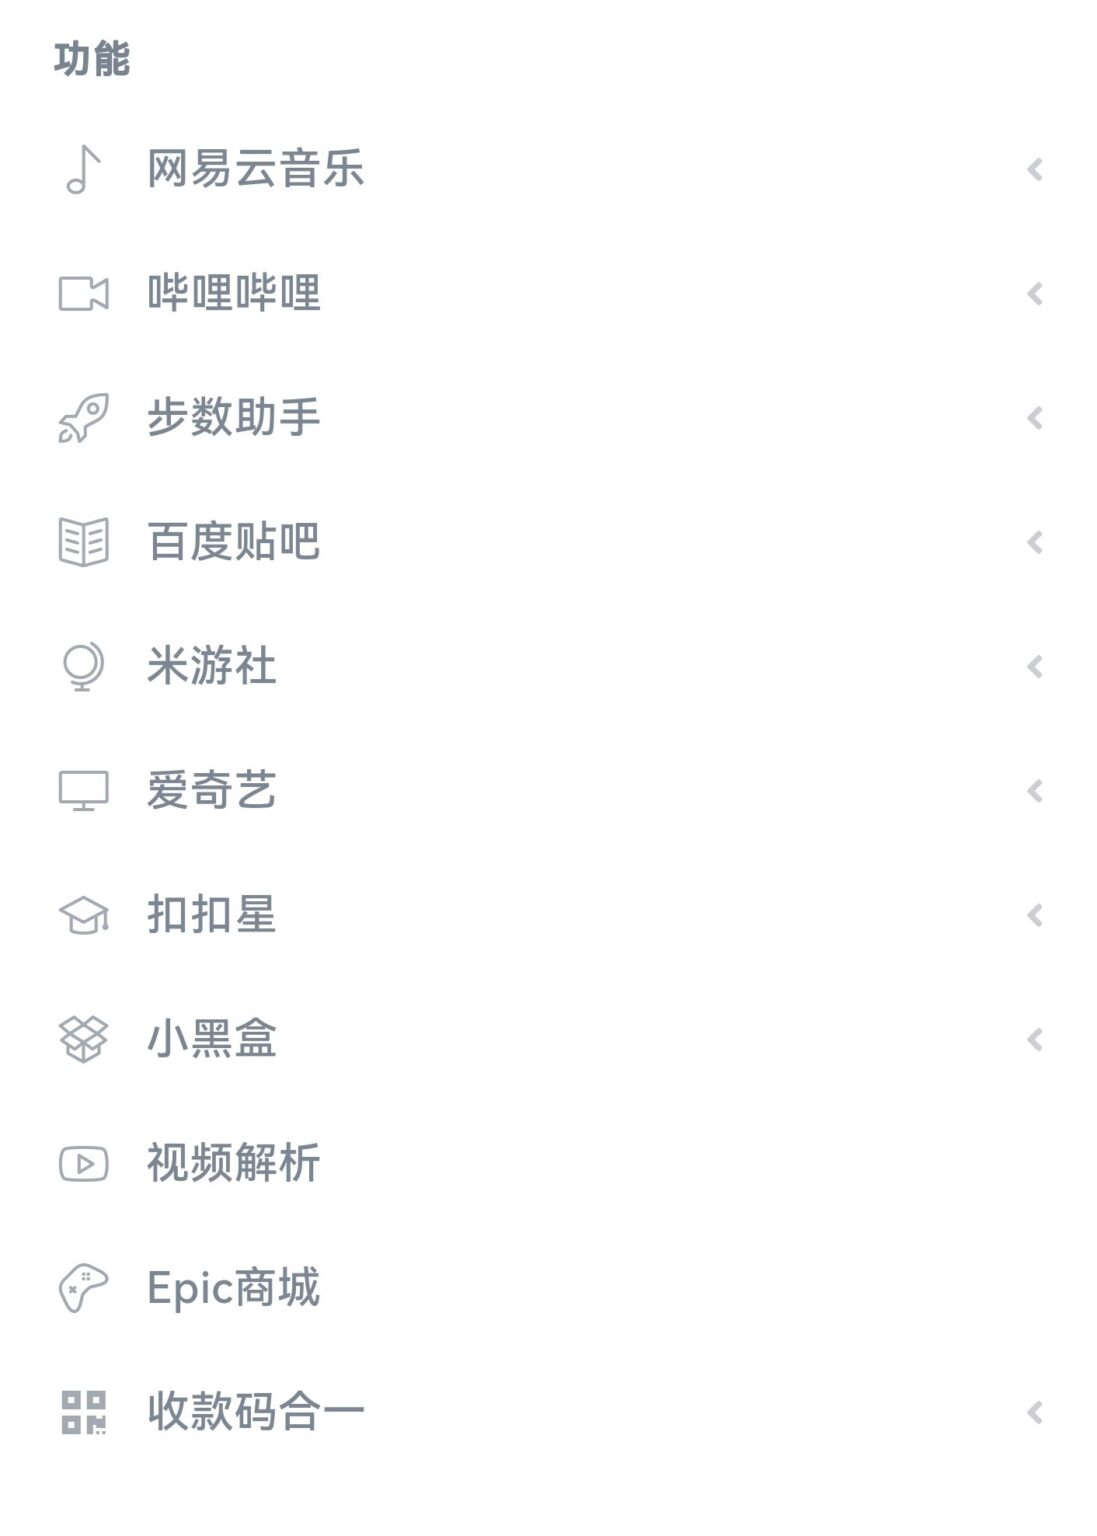 功能
网易云音乐
哔哩哔哩
步数助手
百度贴吧
米游社
爱奇艺
扣扣星
小黑盒
视频解析
Epic商城
收款码合一